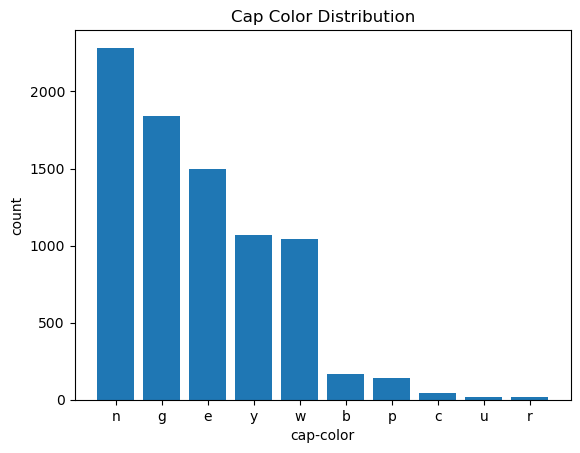 Cap Color Distribution
count
2000
1500
1000
500
0
n g e y w b p c u r
cap-color